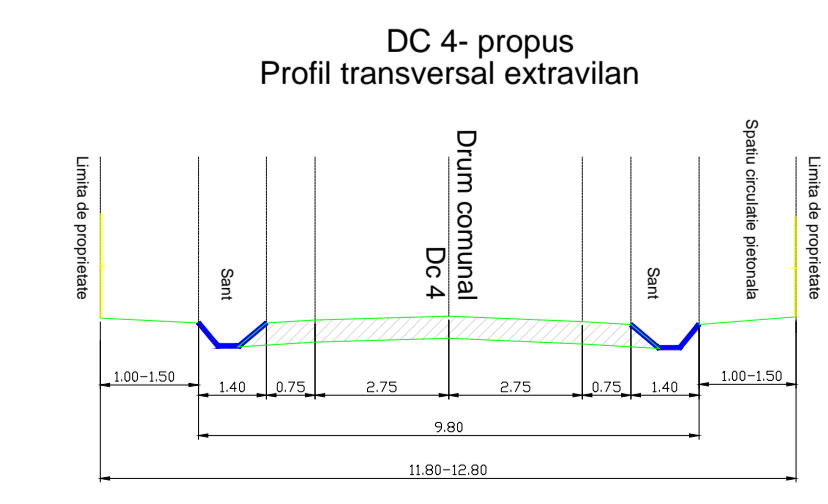 DC 4- propus
Profil transversal extravilan
Limita de proprietate
Sant
Drum comunal
Dc 4
Sant
Spatiu circulatie pietonala
Limita de proprietate
1.00-1.50
1.40
0.75
2.75
2.75
0.75
1.40
1.00-1.50
9.80
11.80-12.80